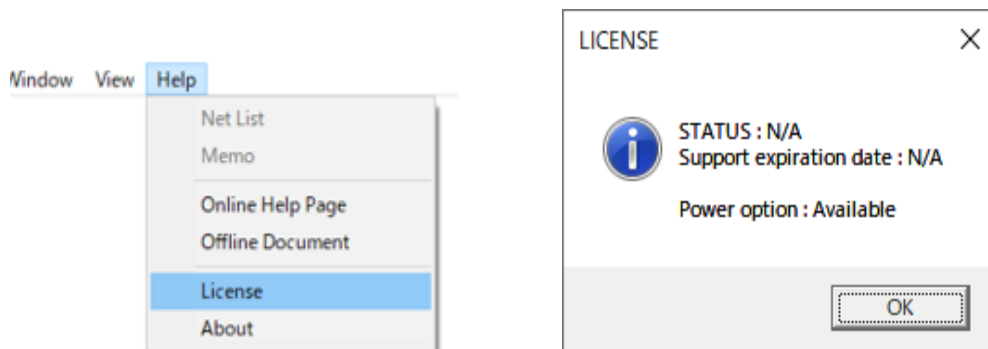 Window View Help
Net List
Memo
Online Help Page
Offline Document
License
About
LICENSE
STATUS : N/A
Support expiration date : N/A
Power option : Available
OK